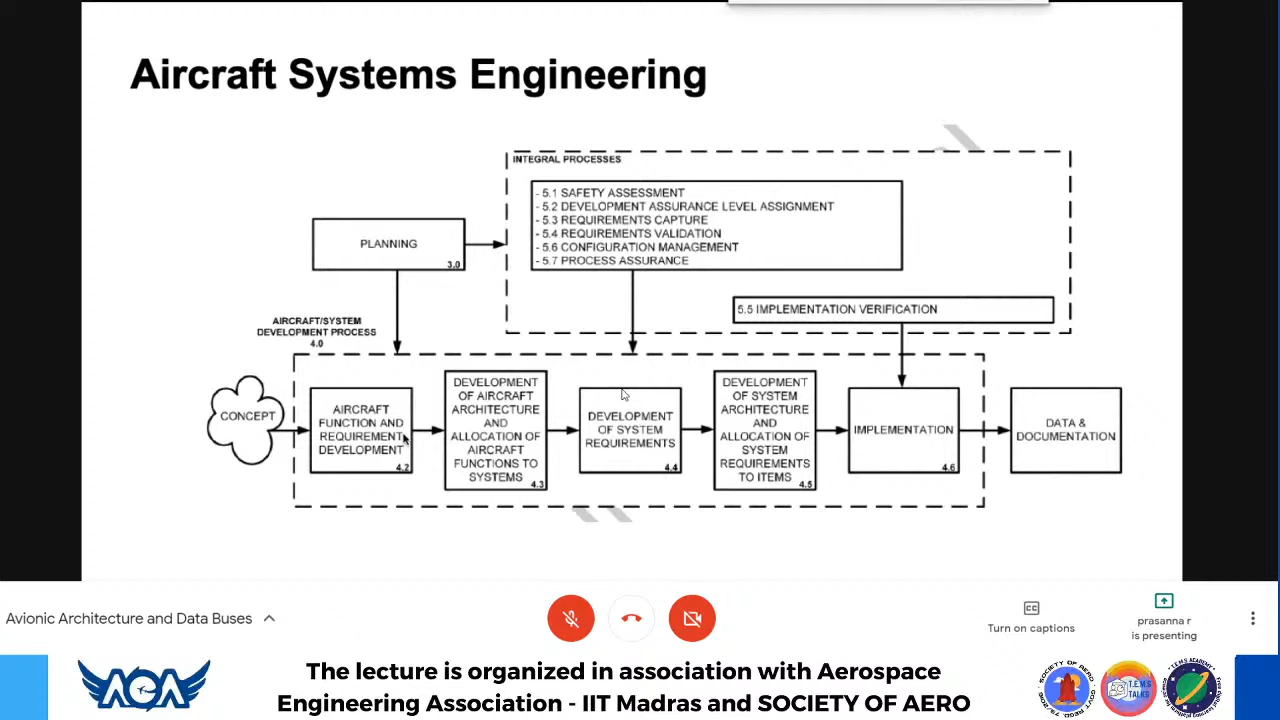 Aircraft Systems Engineering
INTEGRAL PROCESSES
- 5.1 SAFETY ASSESSMENT
- 5.2 DEVELOPMENT ASSURANCE LEVEL ASSIGNMENT
- 5.3 REQUIREMENTS CAPTURE
- 5.4 REQUIREMENTS VALIDATION
- 5.6 CONFIGURATION MANAGEMENT
- 5.7 PROCESS ASSURANCE
PLANNING
3.0
5.5 IMPLEMENTATION VERIFICATION
AIRCRAFT/SYSTEM
DEVELOPMENT PROCESS
4.0
CONCEPT
AIRCRAFT
FUNCTION AND
REQUIREMENT
DEVELOPMENT
4.2
DEVELOPMENT
OF AIRCRAFT
ARCHITECTURE
AND
ALLOCATION OF
AIRCRAFT
FUNCTIONS TO
SYSTEMS
4.3
DEVELOPMENT
OF SYSTEM
REQUIREMENTS
4.4
DEVELOPMENT
OF SYSTEM
ARCHITECTURE
AND
ALLOCATION OF
SYSTEM
REQUIREMENTS
TO ITEMS
4.5
IMPLEMENTATION
4.6
DATA &
DOCUMENTATION
Avionic Architecture and Data Buses
CC
Turn on captions
prasanna r
is presenting
AOA
The lecture is organized in association with Aerospace
Engineering Association - IIT Madras and SOCIETY OF AERO
T.E.M.S
TALKS